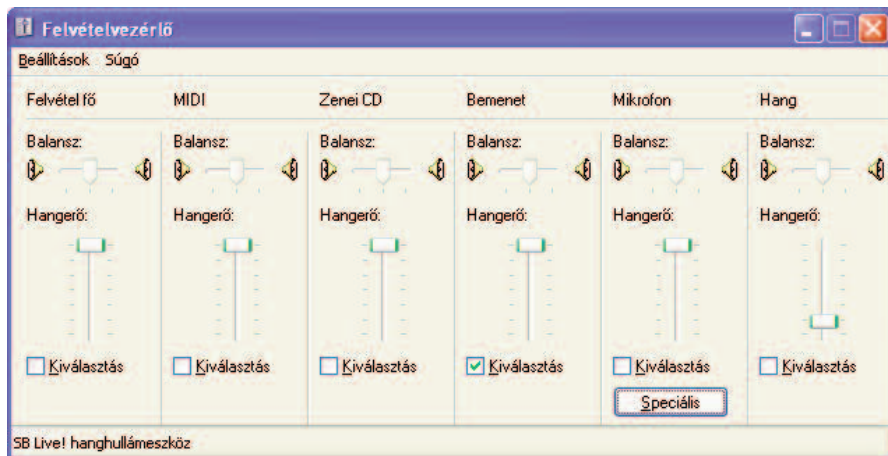 Felvételvezérlő
Beállítások Súgó
Felvétel fő MIDI Zenei CD Bemenet Mikrofon Hang
Balansz: Balansz: Balansz: Balansz: Balansz: Balansz:
Hangerő: Hangerő: Hangerő: Hangerő: Hangerő: Hangerő:
Kiválasztás Kiválasztás Kiválasztás Kiválasztás Kiválasztás Kiválasztás
Speciális
SB Live! hanghullámeszköz